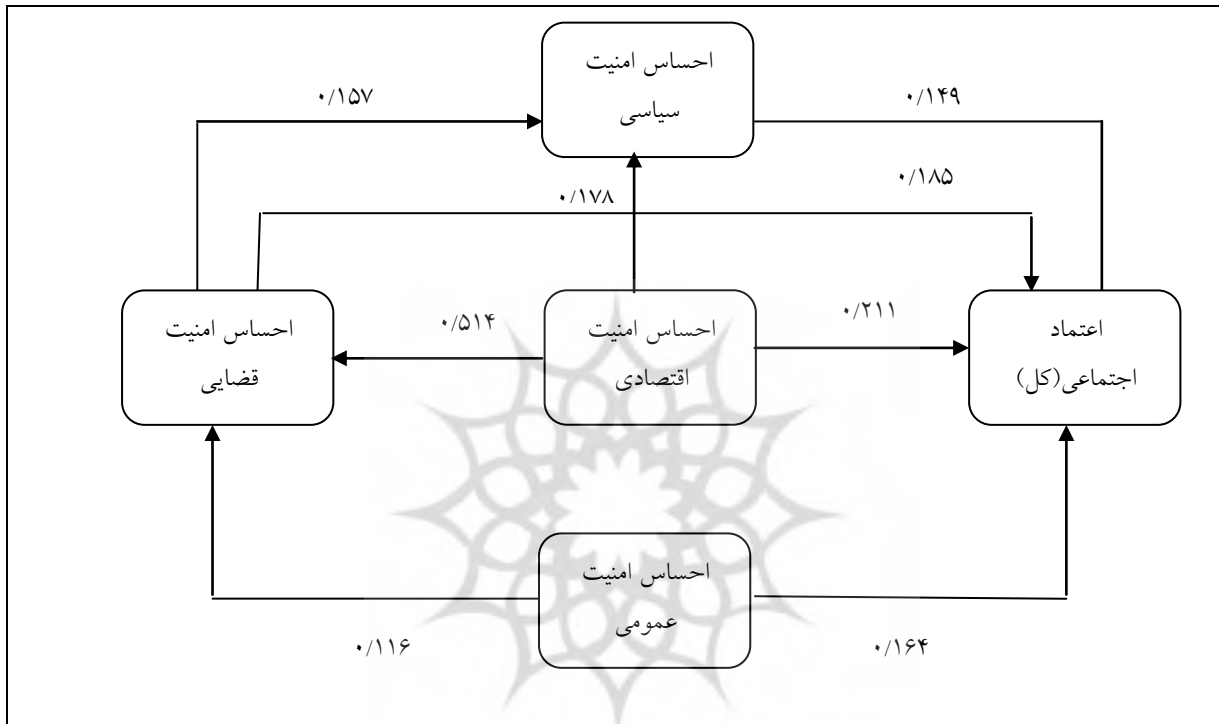 احساس امنیت
سیاسی
۰/۱۵۷
۰/۱۴۹
۰/۱۸۵
۰/۱۷۸
احساس امنیت
قضایی
۰/۵۱۴
احساس امنیت
اقتصادی
۰/۲۱۱
اعتماد
اجتماعی(کل)
احساس امنیت
عمومی
۰/۱۱۶
۰/۱۶۴